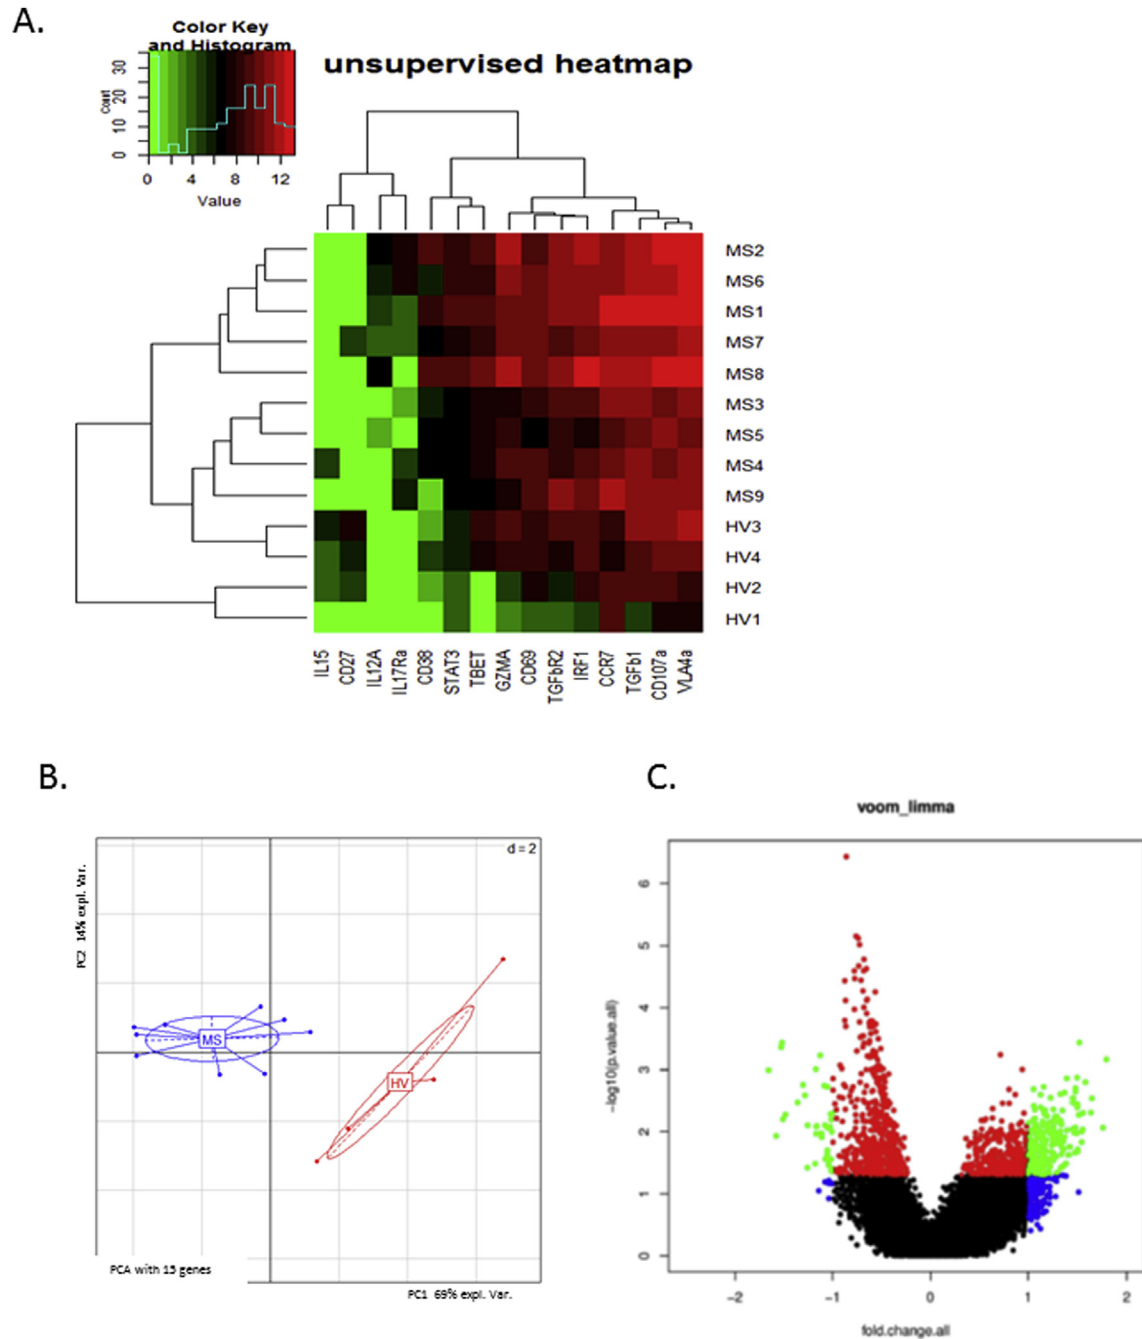 A.
Color Key
and Histogram
Count
0 10 20 30
0 4 8 12
Value
unsupervised heatmap
MS2
MS6
MS1
MS7
MS8
MS3
MS5
MS4
MS9
HV3
HV4
HV2
HV1
IL15
CD27
IL12A
IL17Ra
CD38
STAT3
TBET
GZMA
CD69
TGFbR2
IRF1
CCR7
TGFb1
CD107a
VLA4a
B.
d = 2
PC2 14% expl. Var.
MS
HV
PCA with 15 genes
PC1 69% expl. Var.
C.
voom_limma
-log10(p.value.all)
0 1 2 3 4 5 6
-2 -1 0 1 2
fold.change.all